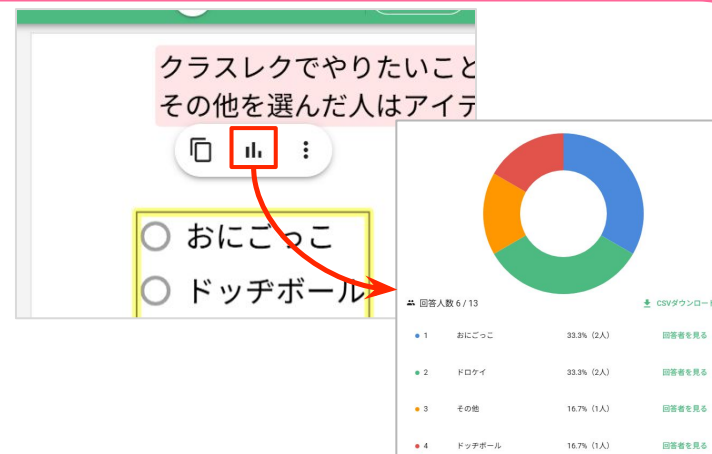 クラスレクでやりたいこと
その他を選んだ人はアイテ
おにごっこ
ドッヂボール
回答人数 6 / 13
CSVダウンロード
1 おにごっこ 33.3% (2人) 回答者を見る
2 ドロケイ 33.3% (2人) 回答者を見る
3 その他 16.7% (1人) 回答者を見る
4 ドッヂボール 16.7% (1人) 回答者を見る